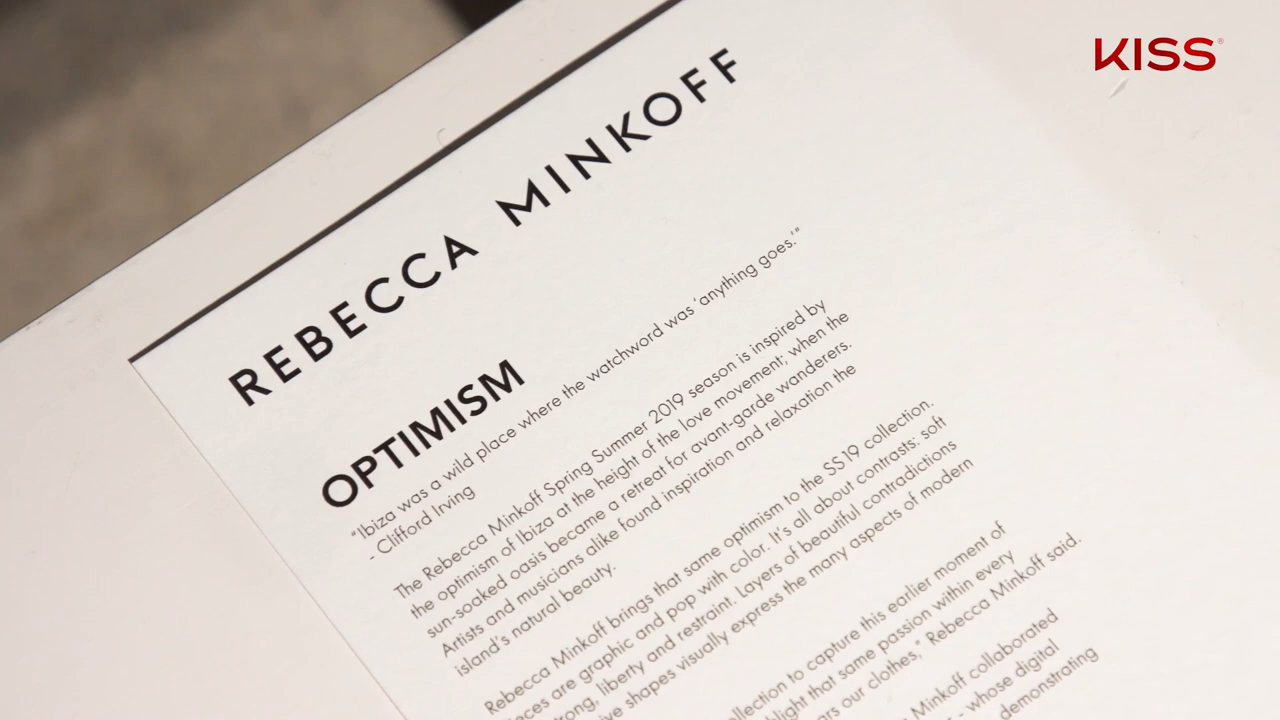 KISS
REBECCA MINKOFF
OPTIMISM
"Ibiza was a wild place where the watchword was 'anything goes.'"
- Clifford Irving
The Rebecca Minkoff Spring Summer 2019 season is inspired by
the optimism of Ibiza at the height of the love movement; when the
sun-soaked oasis became a retreat for avant-garde wanderers.
Artists and musicians alike found inspiration and relaxation the
island's natural beauty.
Rebecca Minkoff brings that same optimism to the SS19 collection.
are graphic and pop with color. It's all about contrasts: soft
liberty and restraint. Layers of beautiful contradictions
shapes visually express the many aspects of modern
to capture this earlier moment of
that same passion within every
our clothes," Rebecca Minkoff said.
Minkoff collaborated
- whose digital
demonstrating